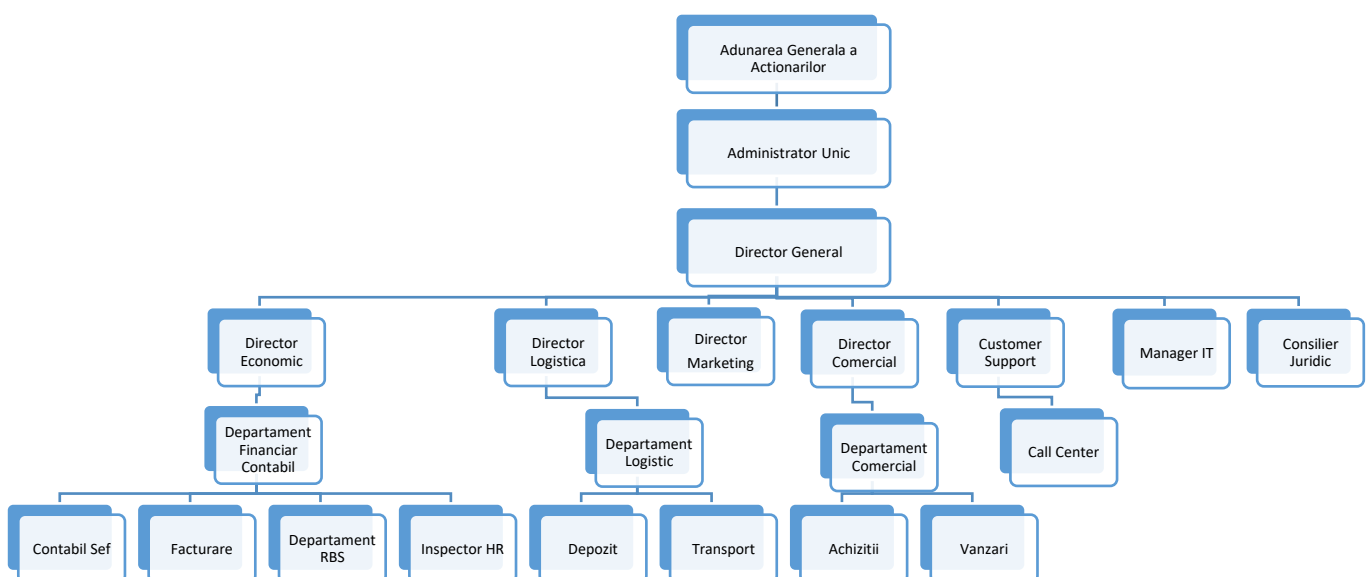 Adunarea Generala a
Actionarilor
Administrator Unic
Director General
Director
Economic
Director
Logistica
Director
Marketing
Director
Comercial
Customer
Support
Manager IT
Consilier
Juridic
Departament
Financiar
Contabil
Departament
Logistic
Departament
Comercial
Call Center
Contabil Sef
Facturare
Departament
RBS
Inspector HR
Depozit
Transport
Achizitii
Vanzari